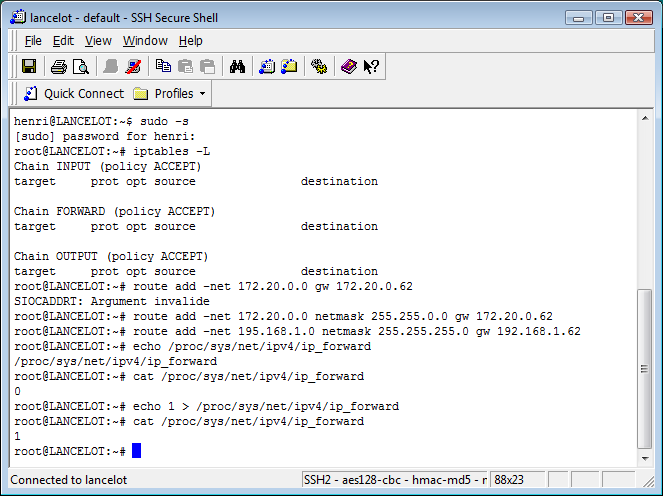 lancelot - default - SSH Secure Shell
File Edit View Window Help
Quick Connect Profiles
henri@LANCELOT:~$ sudo -s
[sudo] password for henri:
root@LANCELOT:~# iptables -L
Chain INPUT (policy ACCEPT)
target     prot opt source               destination
Chain FORWARD (policy ACCEPT)
target     prot opt source               destination
Chain OUTPUT (policy ACCEPT)
target     prot opt source               destination
root@LANCELOT:~# route add -net 172.20.0.0 gw 172.20.0.62
SIOCADDRT: Argument invalide
root@LANCELOT:~# route add -net 172.20.0.0 netmask 255.255.0.0 gw 172.20.0.62
root@LANCELOT:~# route add -net 195.168.1.0 netmask 255.255.255.0 gw 192.168.1.62
root@LANCELOT:~# echo /proc/sys/net/ipv4/ip_forward
/proc/sys/net/ipv4/ip_forward
root@LANCELOT:~# cat /proc/sys/net/ipv4/ip_forward
0
root@LANCELOT:~# echo 1 > /proc/sys/net/ipv4/ip_forward
root@LANCELOT:~# cat /proc/sys/net/ipv4/ip_forward
1
root@LANCELOT:~#
Connected to lancelot SSH2 - aes128-cbc - hmac-md5 - r 88x23